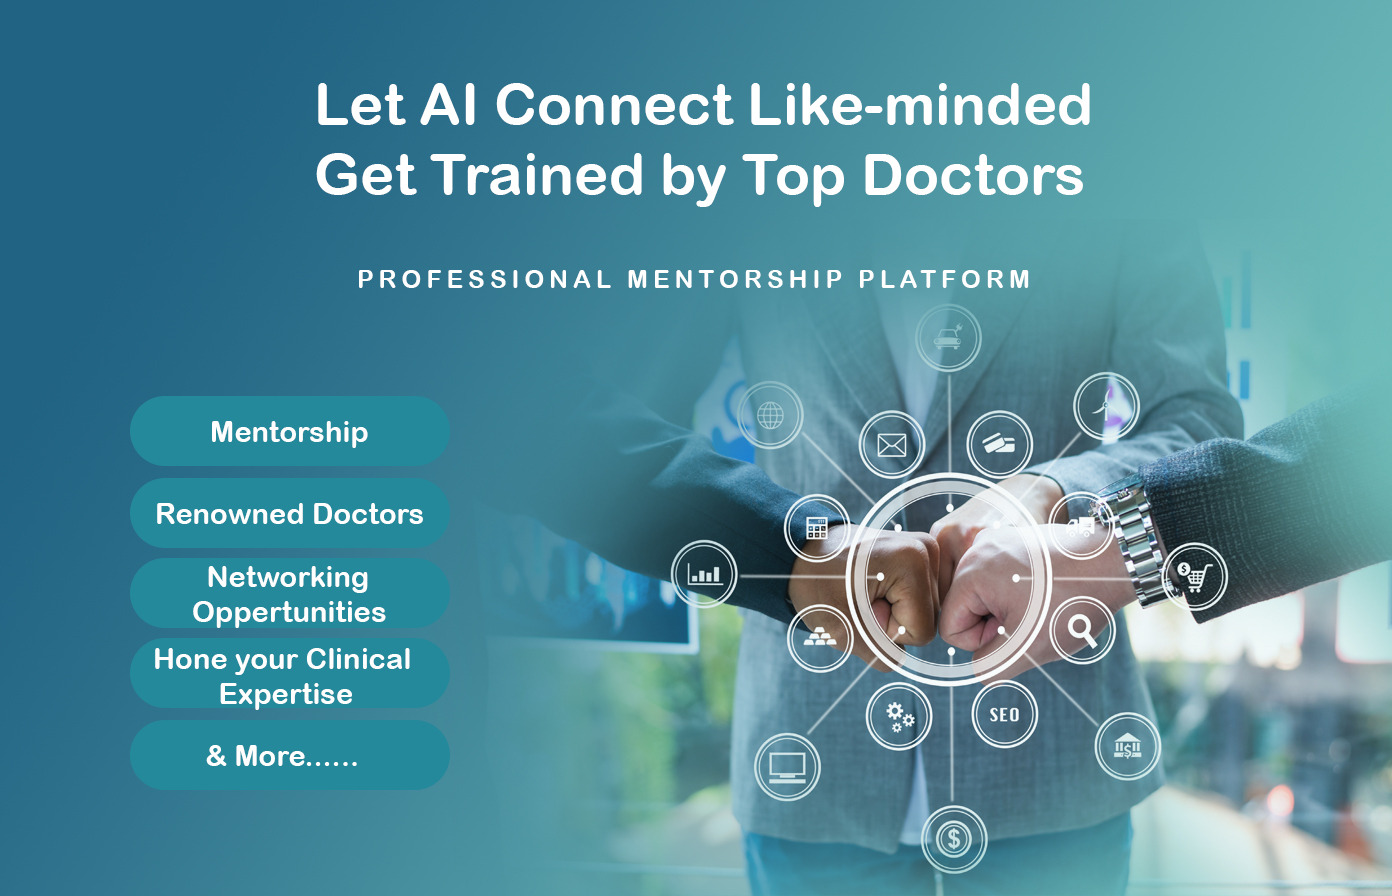 Let AI Connect Like-minded
Get Trained by Top Doctors
PROFESSIONAL MENTORSHIP PLATFORM
Mentorship
Renowned Doctors
Networking
Oppertunities
Hone your Clinical
Expertise
& More......
SEO
$
$
$